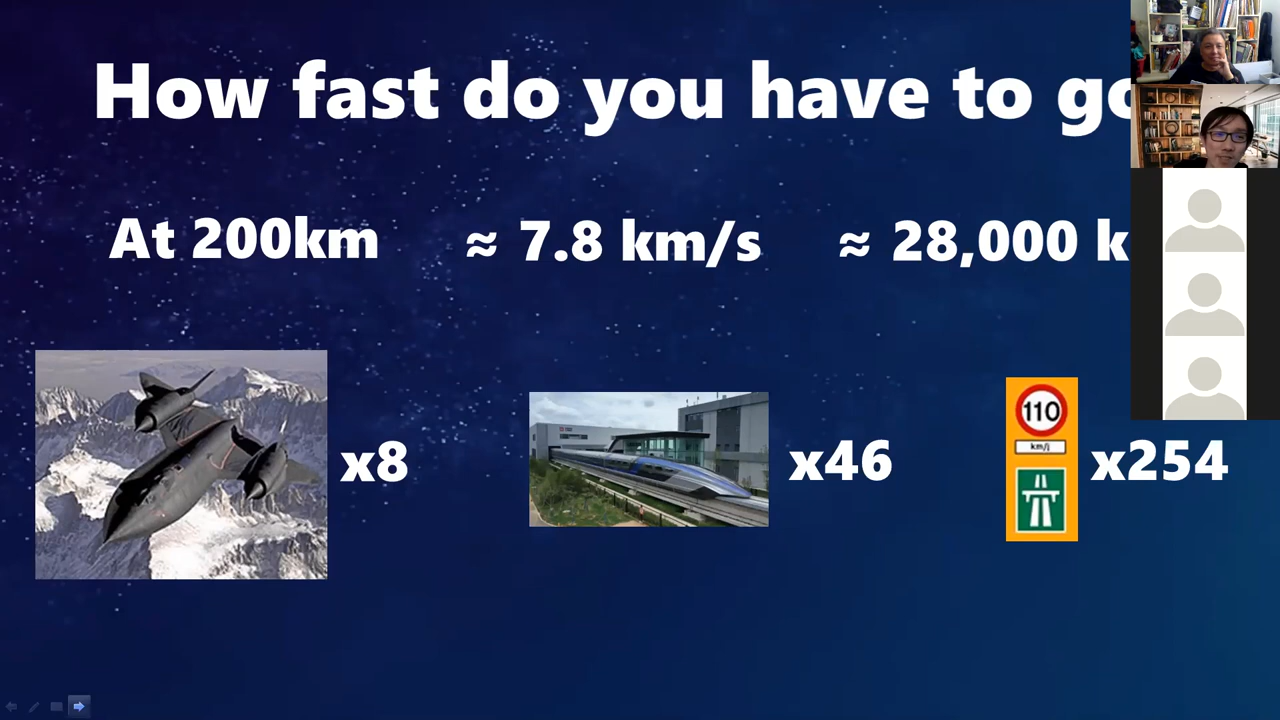 How fast do you have to go
At 200km ≈ 7.8 km/s ≈ 28,000 k
x8 x46 110 km/j x254